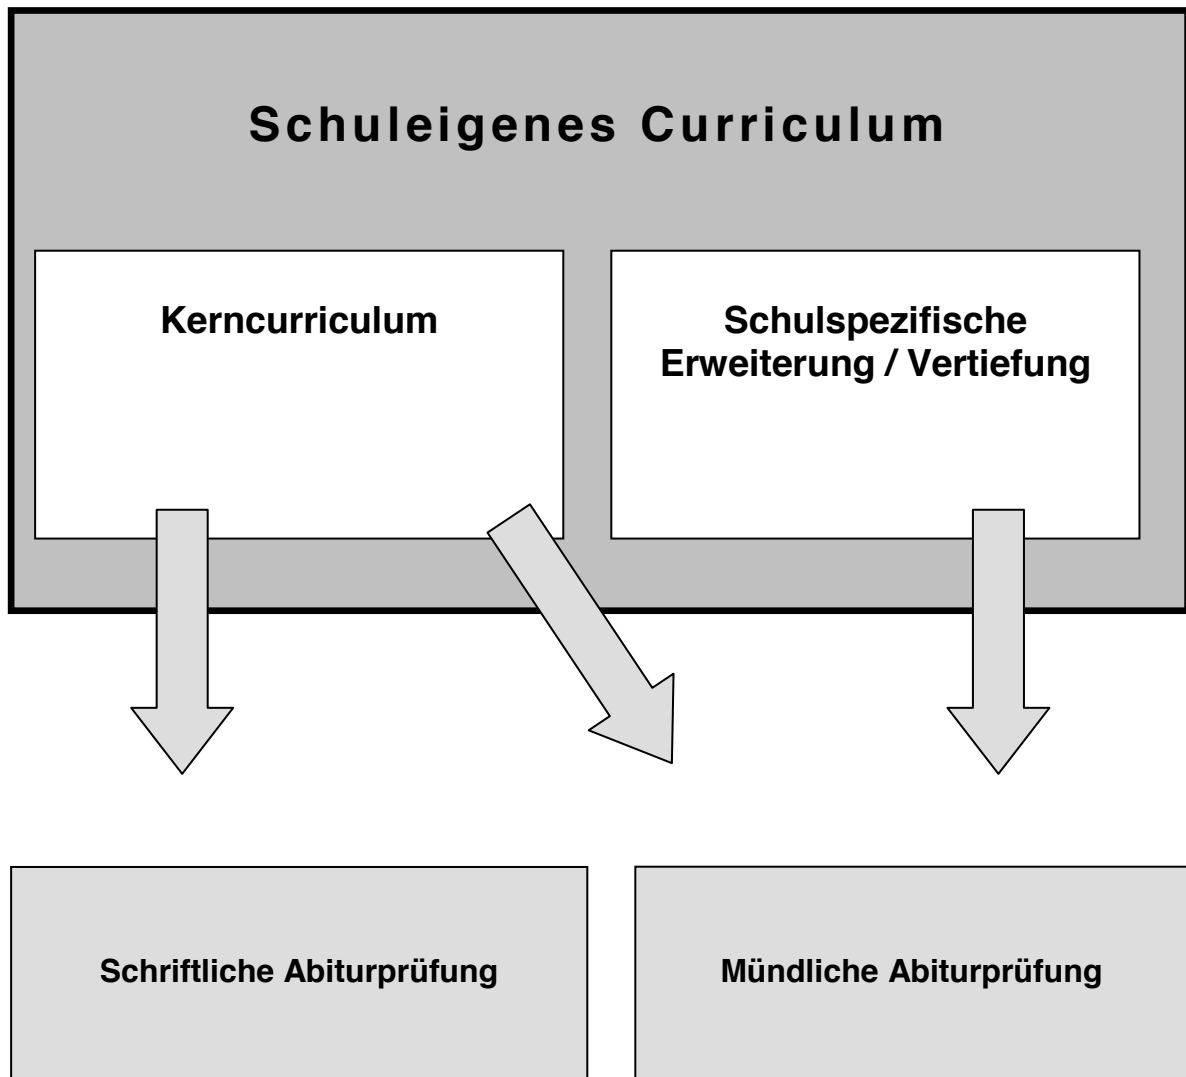 Schuleigenes Curriculum
Kerncurriculum
Schulspezifische
Erweiterung / Vertiefung
Schriftliche Abiturprüfung
Mündliche Abiturprüfung